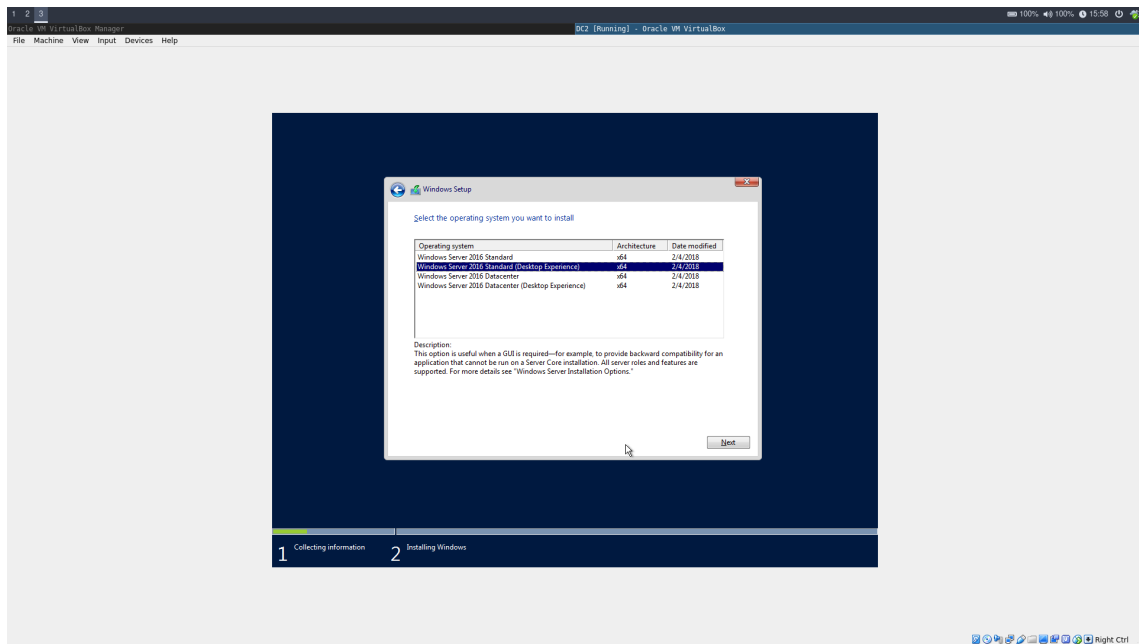 1 2 3
100% 100% 15:58
Oracle VM VirtualBox Manager
DC2 [Running] - Oracle VM VirtualBox
File Machine View Input Devices Help
Windows Setup
Select the operating system you want to install
Operating system Architecture Date modified
Windows Server 2016 Standard x64 2/4/2018
Windows Server 2016 Standard (Desktop Experience) x64 2/4/2018
Windows Server 2016 Datacenter x64 2/4/2018
Windows Server 2016 Datacenter (Desktop Experience) x64 2/4/2018
Description:
This option is useful when a GUI is required—for example, to provide backward compatibility for an
application that cannot be run on a Server Core installation. All server roles and features are
supported. For more details see "Windows Server Installation Options."
Next
1 Collecting information 2 Installing Windows
Right Ctrl